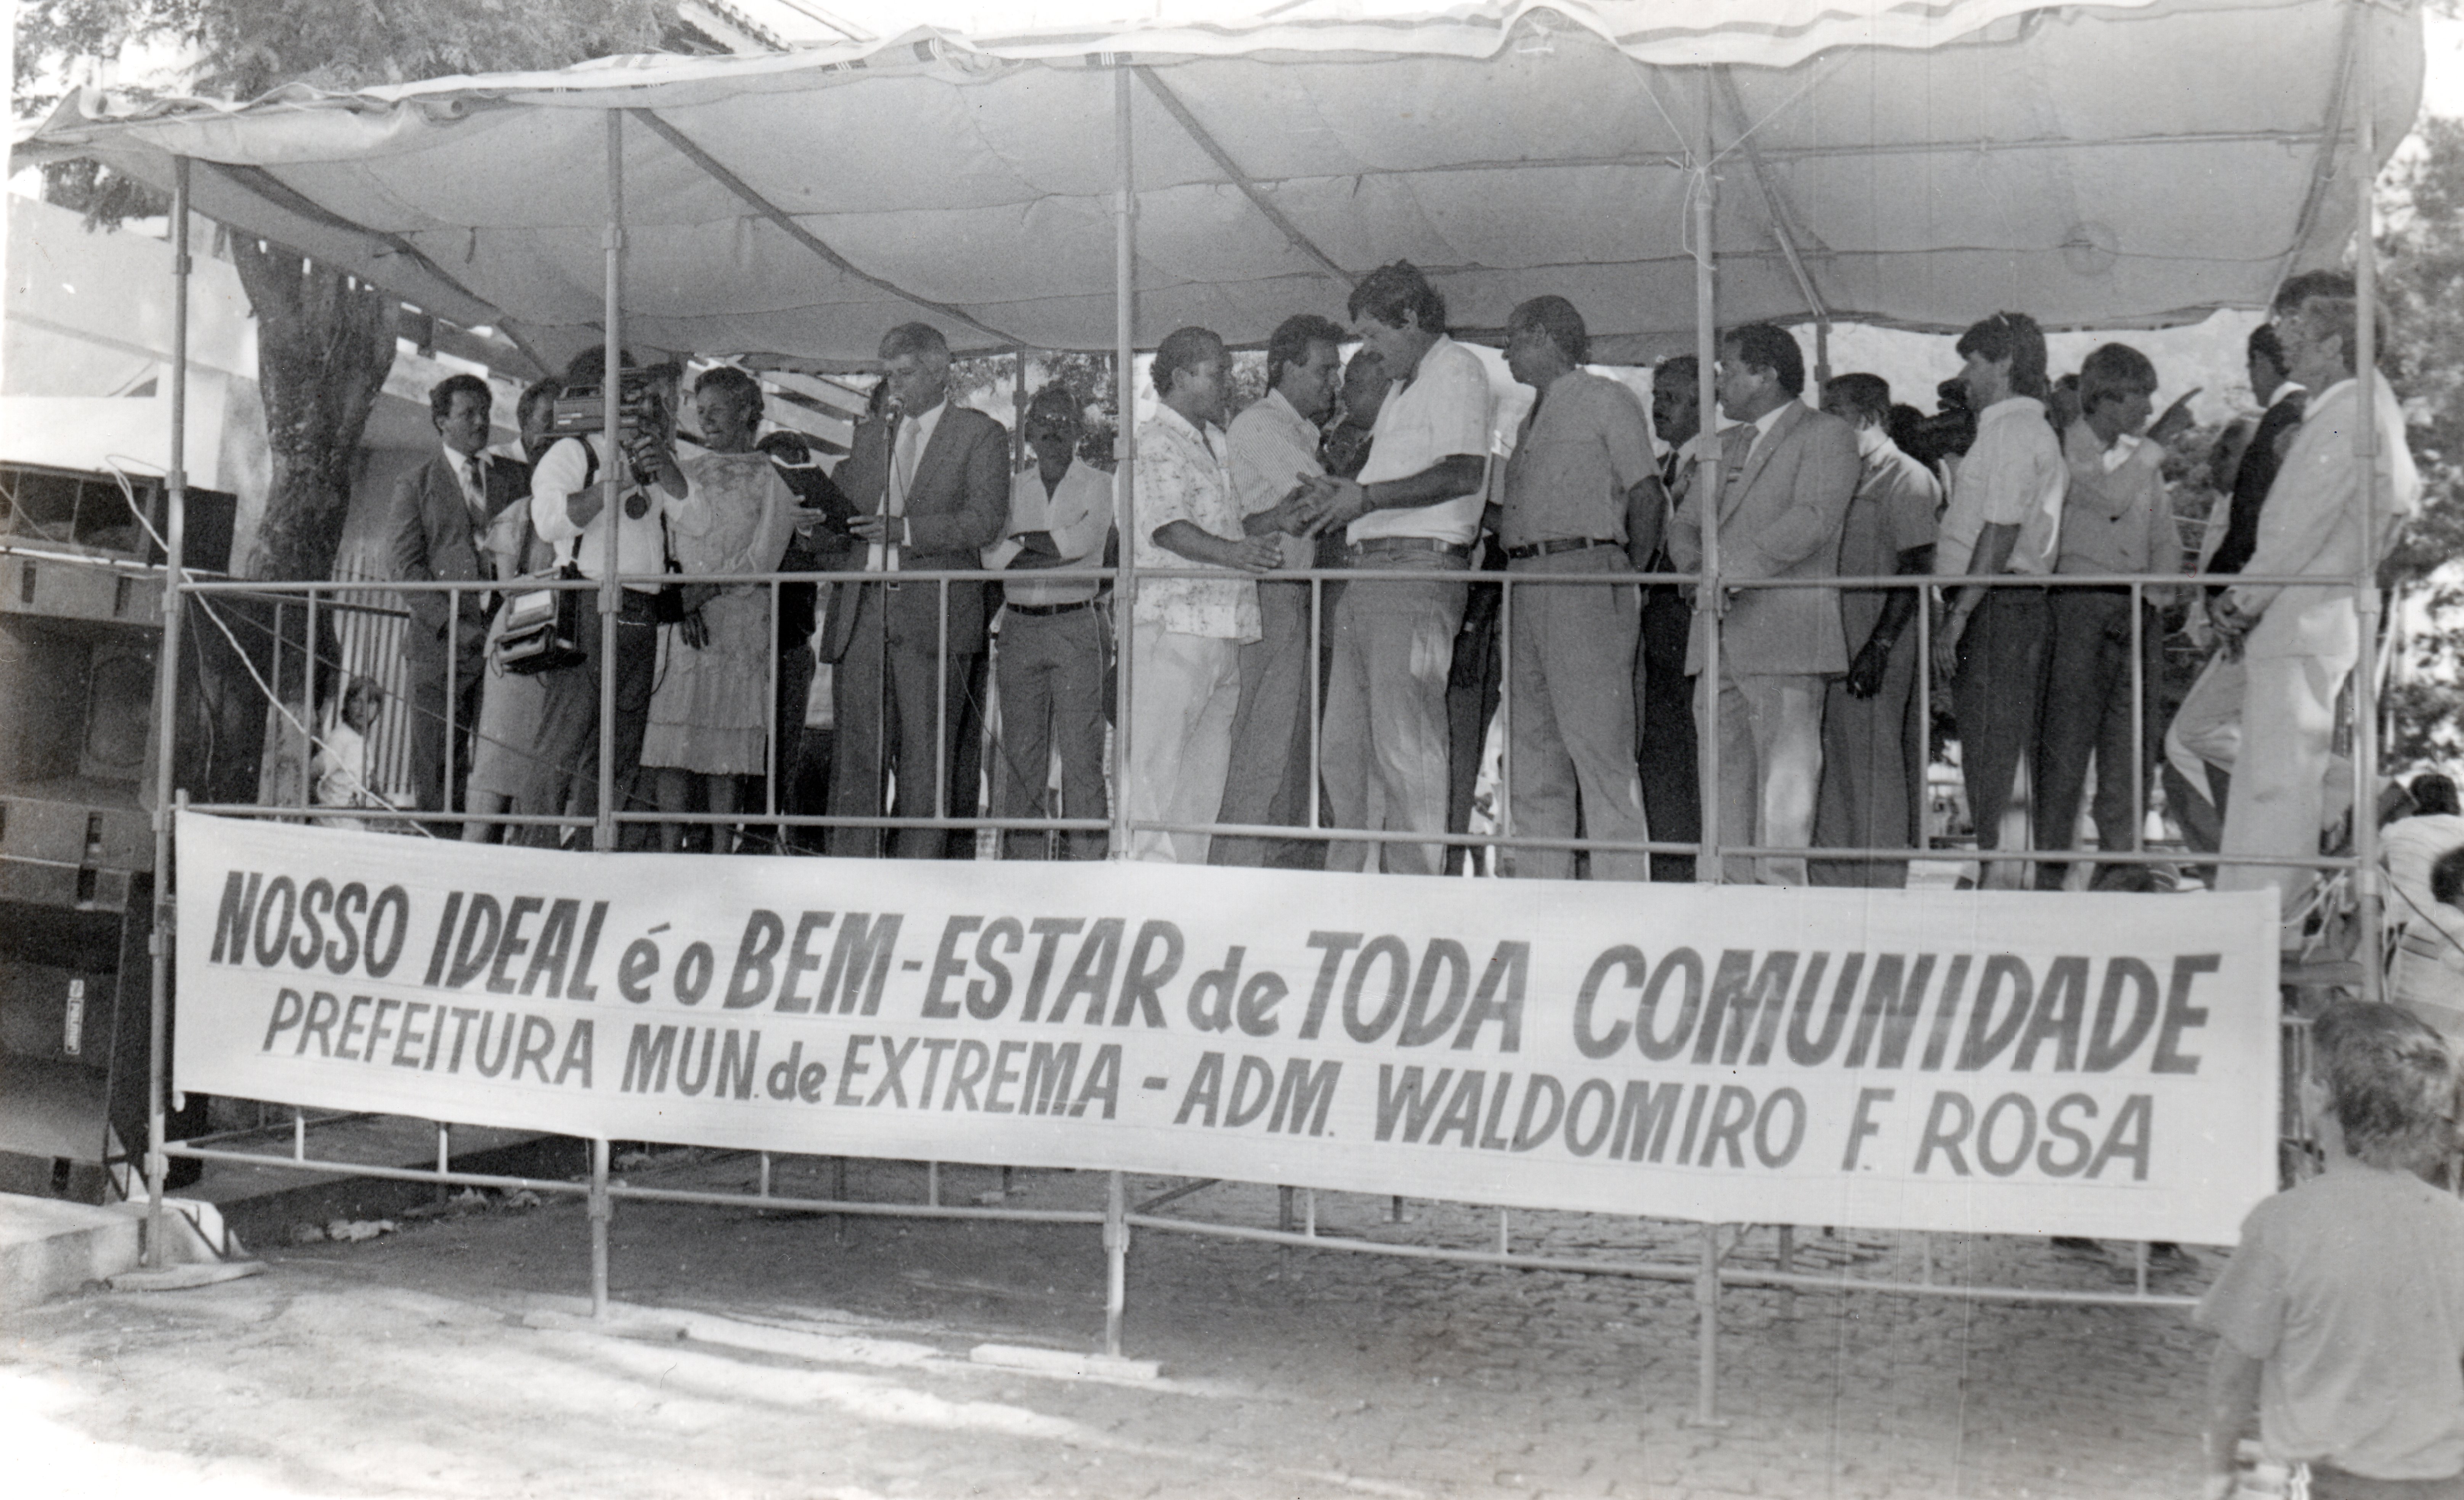 NOSSO IDEAL é o BEM-ESTAR de TODA COMUNIDADE
PREFEITURA MUN. de EXTREMA - ADM. WALDOMIRO F. ROSA